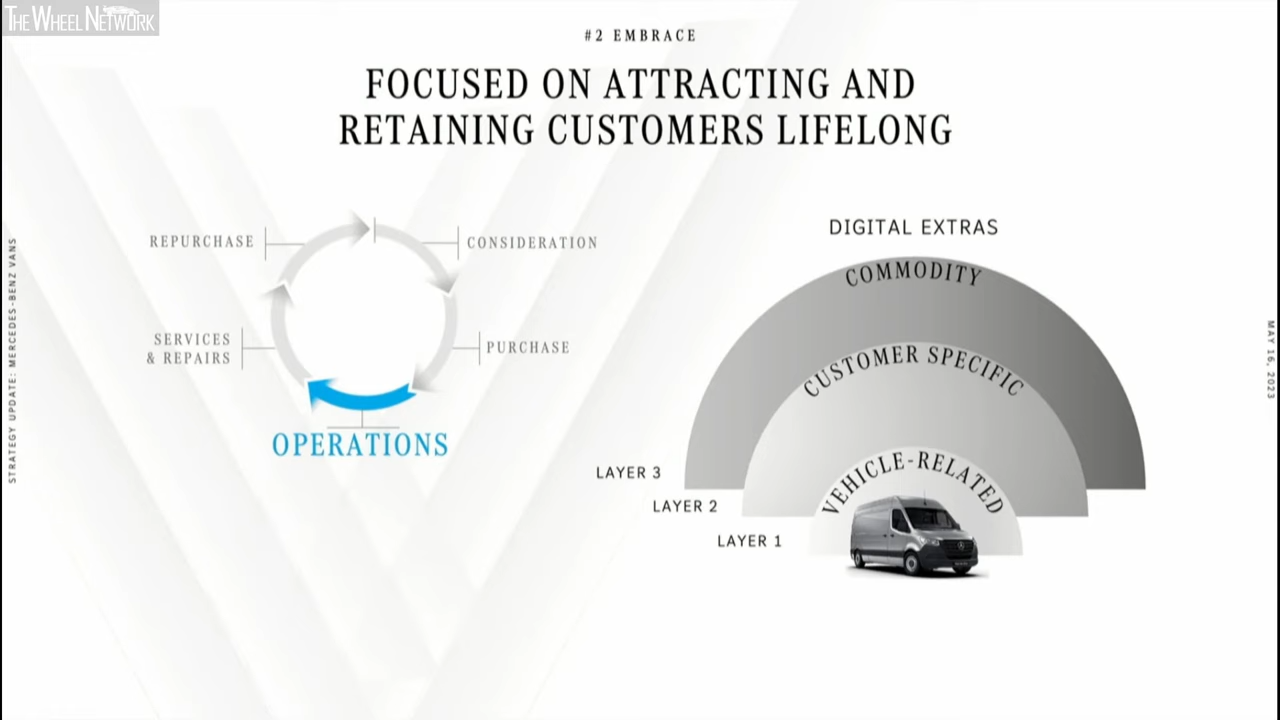 THE WHEEL NETWORK
#2 EMBRACE
FOCUSED ON ATTRACTING AND
RETAINING CUSTOMERS LIFELONG
STRATEGY UPDATE: MERCEDES-BENZ VANS
REPURCHASE
CONSIDERATION
SERVICES
& REPAIRS
PURCHASE
OPERATIONS
DIGITAL EXTRAS
COMMODITY
CUSTOMER SPECIFIC
VEHICLE-RELATED
LAYER 3
LAYER 2
LAYER 1
MAY 16, 2023